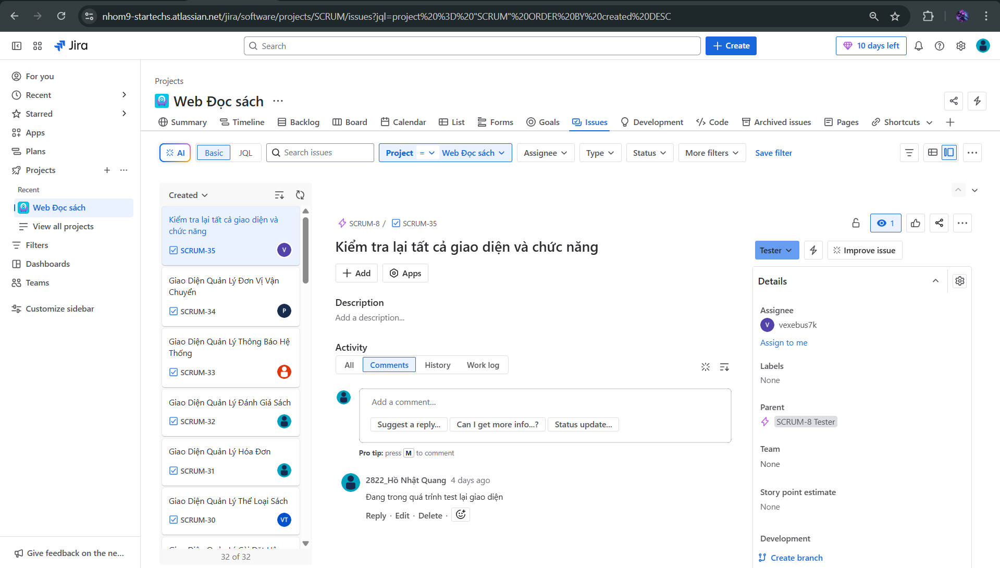 nhom9-startechs.atlassian.net/jira/software/projects/SCRUM/issues?jql=project%20%3D%20"SCRUM"%20ORDER%20BY%20created%20DESC
Jira
Search
Create
10 days left
For you
Recent
Starred
Apps
Plans
Projects
Recent
Web Đọc sách
View all projects
Filters
Dashboards
Teams
Customize sidebar
Give feedback on the ne...
Projects
Web Đọc sách
Summary
Timeline
Backlog
Board
Calendar
List
Forms
Goals
Issues
Development
Code
Archived issues
Pages
Shortcuts
AI
Basic
JQL
Search issues
Project = Web Đọc sách
Assignee
Type
Status
More filters
Save filter
Created
Kiểm tra lại tất cả giao diện và
chức năng
SCRUM-35
V
Giao Diện Quản Lý Đơn Vị Vận
Chuyển
SCRUM-34
P
Giao Diện Quản Lý Thông Báo Hệ
Thống
SCRUM-33
Giao Diện Quản Lý Đánh Giá Sách
SCRUM-32
Giao Diện Quản Lý Hóa Đơn
SCRUM-31
Giao Diện Quản Lý Thể Loại Sách
SCRUM-30
VT
32 of 32
SCRUM-8 / SCRUM-35
Kiểm tra lại tất cả giao diện và chức năng
Add
Apps
Description
Add a description...
Activity
All
Comments
History
Work log
Add a comment...
Suggest a reply...
Can I get more info...?
Status update...
Pro tip: press M to comment
2822_Hồ Nhật Quang 4 days ago
Đang trong quá trình test lại giao diện
Reply · Edit · Delete ·
1
Tester
Improve issue
Details
Assignee
V vexebus7k
Assign to me
Labels
None
Parent
SCRUM-8 Tester
Team
None
Story point estimate
None
Development
Create branch